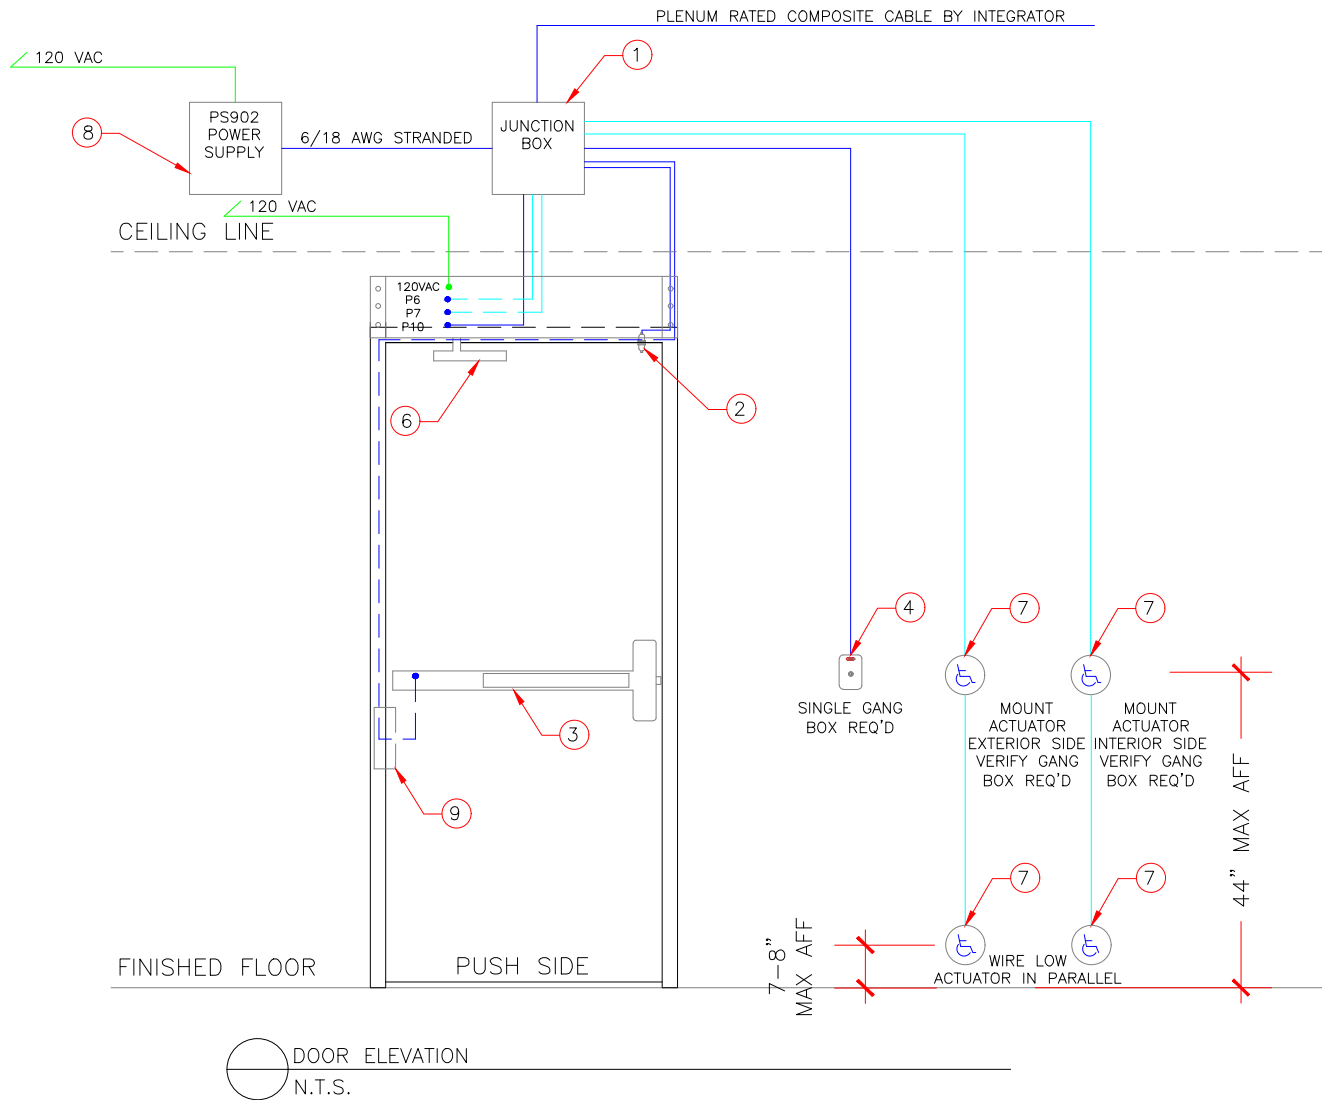 PLENUM RATED COMPOSITE CABLE BY INTEGRATOR
120 VAC
1
PS902
POWER
SUPPLY
8
6/18 AWG STRANDED
JUNCTION
BOX
120 VAC
CEILING LINE
120VAC
P6
P7
P10
6
2
4
7
7
SINGLE GANG
BOX REQ'D
MOUNT
ACTUATOR
EXTERIOR SIDE
VERIFY GANG
BOX REQ'D
MOUNT
ACTUATOR
INTERIOR SIDE
VERIFY GANG
BOX REQ'D
3
9
44" MAX AFF
7
7
7-8"
MAX AFF
WIRE LOW
ACTUATOR IN PARALLEL
FINISHED FLOOR
PUSH SIDE
DOOR ELEVATION
N.T.S.